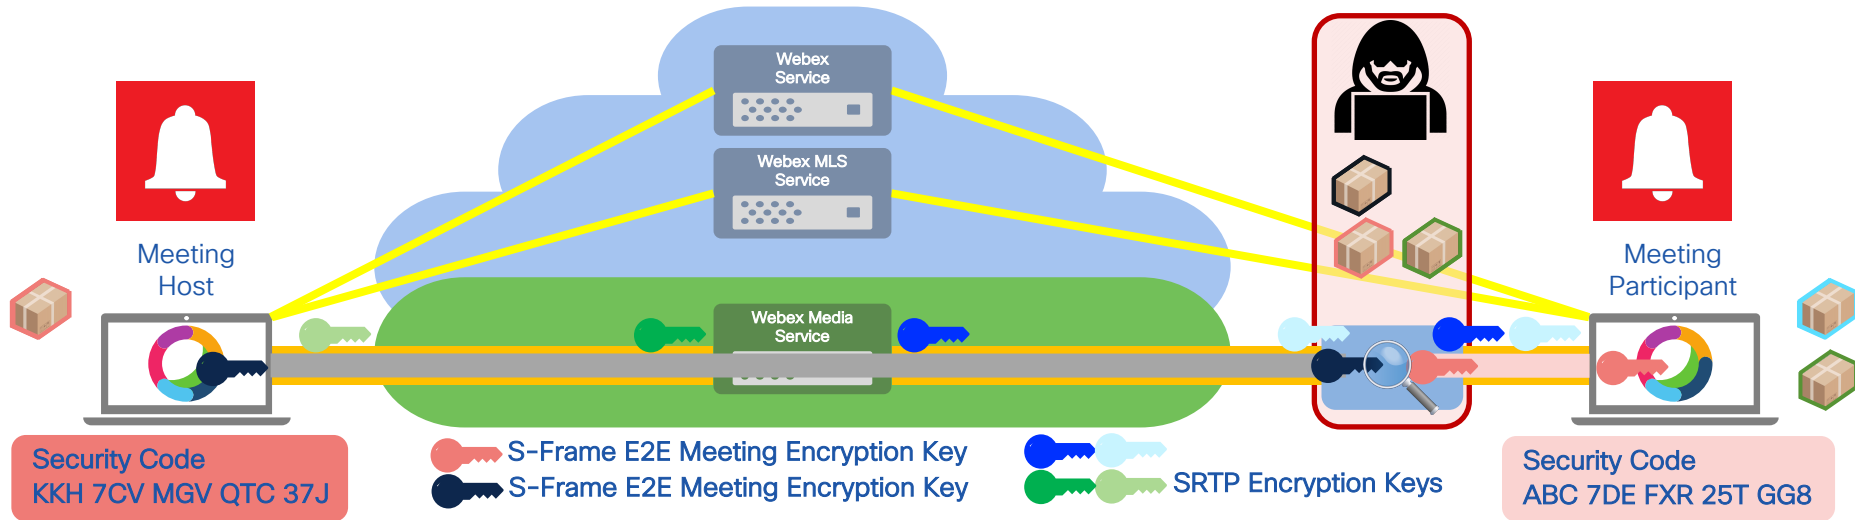 Webex
Service
Webex MLS
Service
Meeting
Host
Meeting
Participant
Webex Media
Service
Security Code
KKH 7CV MGV QTC 37J
S-Frame E2E Meeting Encryption Key
S-Frame E2E Meeting Encryption Key
SRTP Encryption Keys
Security Code
ABC 7DE FXR 25T GG8